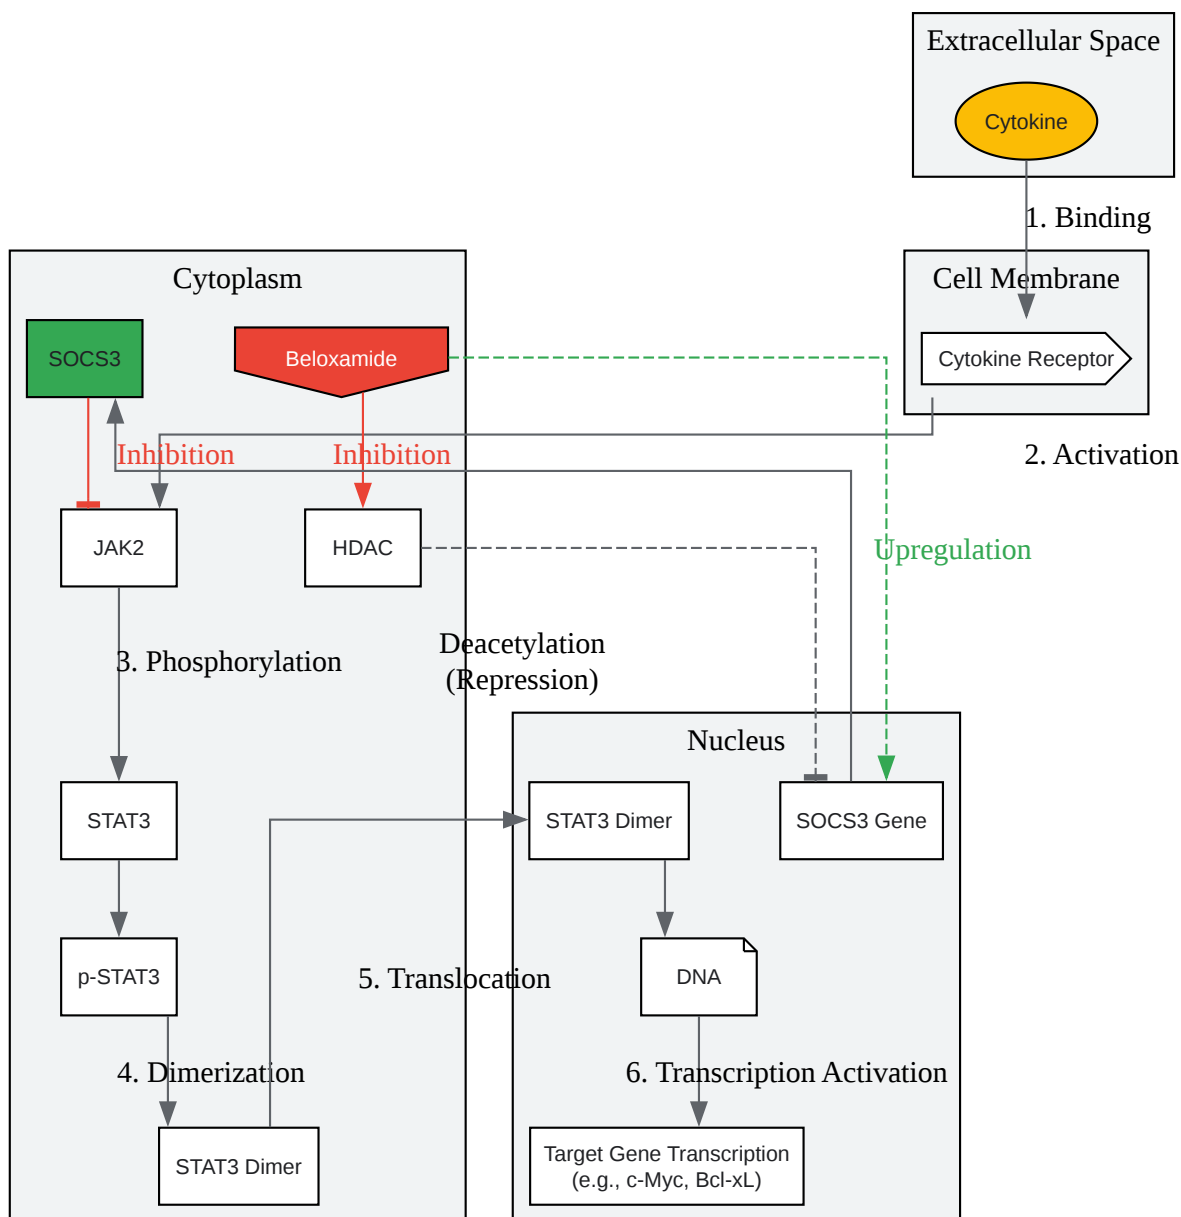 Extracellular Space
Cytokine
1. Binding
Cytoplasm
Cell Membrane
SOCS3
Beloxamide
Cytokine Receptor
Inhibition
Inhibition
2. Activation
JAK2
HDAC
Upregulation
3. Phosphorylation
Deacetylation
(Repression)
Nucleus
STAT3
STAT3 Dimer
SOCS3 Gene
p-STAT3
5. Translocation
DNA
4. Dimerization
6. Transcription Activation
STAT3 Dimer
Target Gene Transcription
(e.g., c-Myc, Bcl-xL)